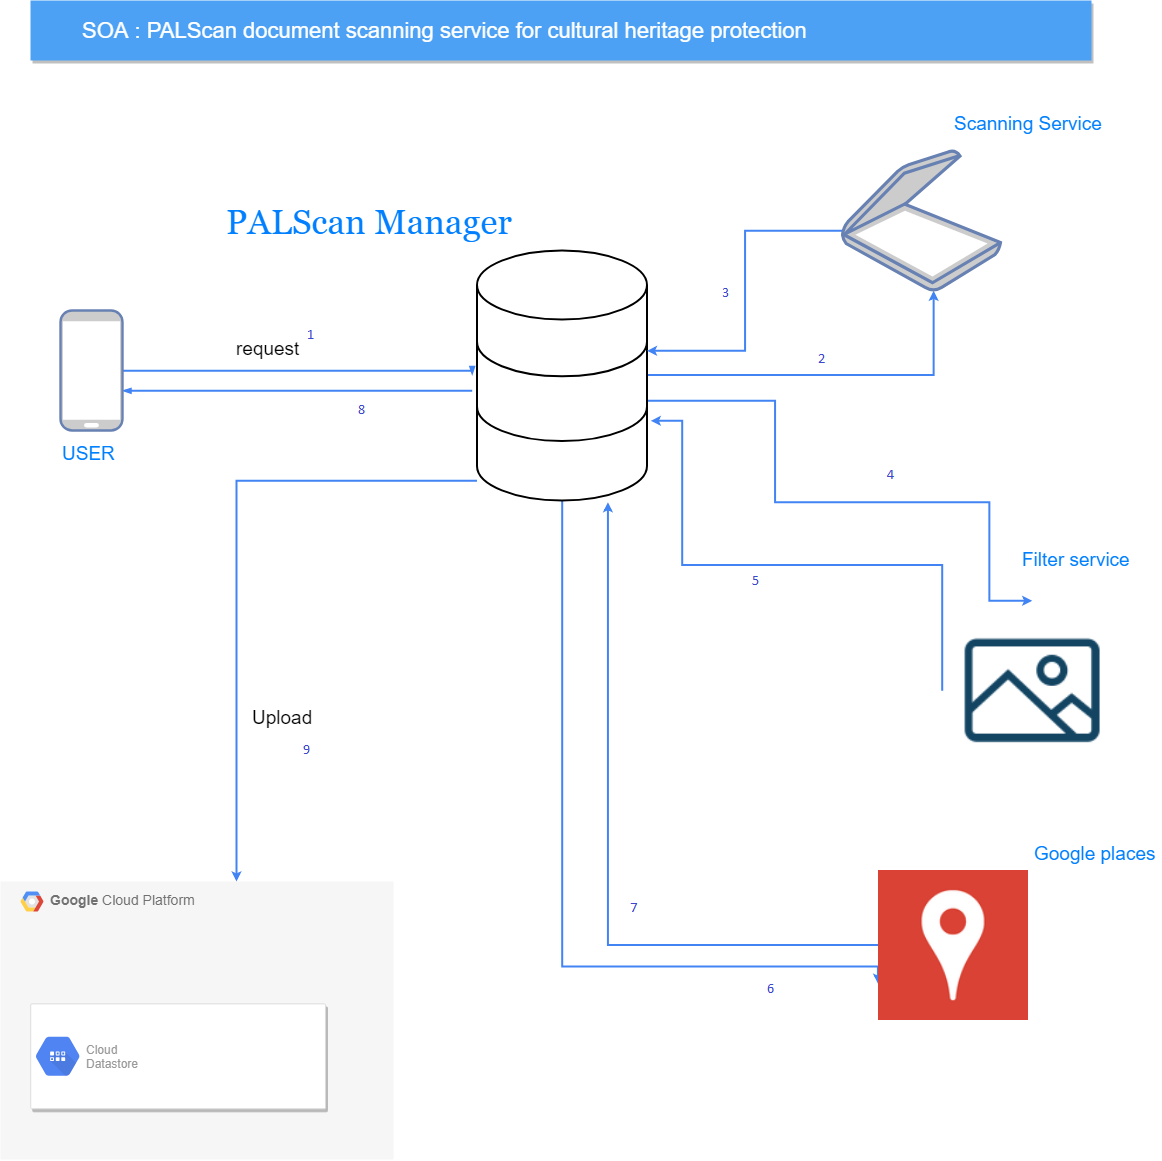 SOA : PALScan document scanning service for cultural heritage protection
Scanning Service
PALScan Manager
3
1
request
2
8
USER
4
Filter service
5
Upload
9
Google places
Google Cloud Platform
7
6
Cloud
Datastore